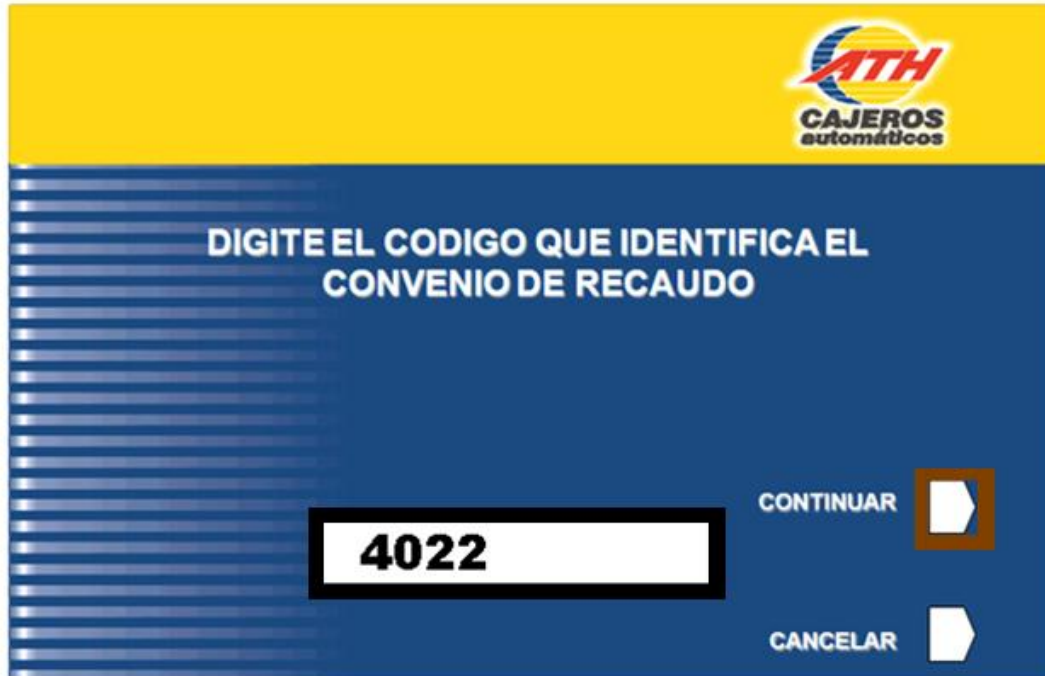 ATH
CAJEROS
automáticos
DIGITE EL CODIGO QUE IDENTIFICA EL
CONVENIO DE RECAUDO
CONTINUAR
4022
CANCELAR